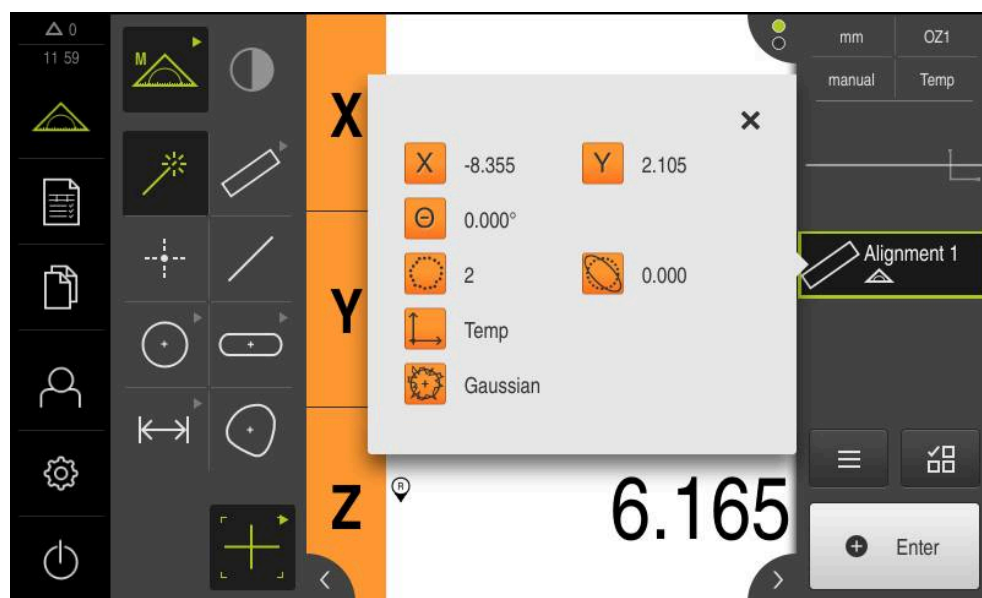 0
11 59
M
X
Y
Z
R
6.165
X -8.355 Y 2.105
Θ 0.000°
2 0.000
Temp
Gaussian
mm OZ1
manual Temp
Alignment 1
Enter